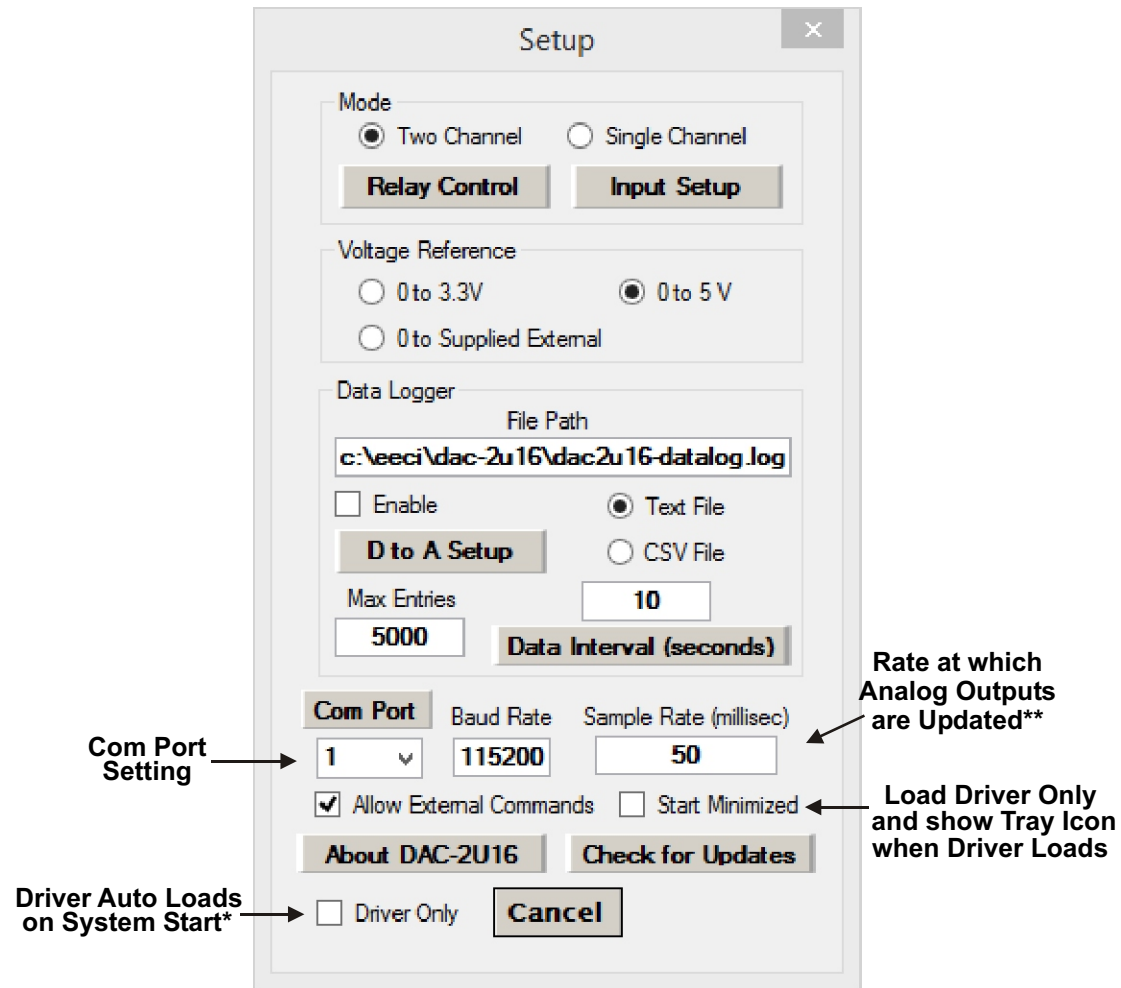 Setup
Mode
Two Channel
Single Channel
Relay Control
Input Setup
Voltage Reference
0 to 3.3V
0 to 5 V
0 to Supplied External
Data Logger
File Path
c:\eeci\dac-2u16\dac2u16-datalog.log
Enable
Text File
D to A Setup
CSV File
Max Entries
10
5000
Data Interval (seconds)
Rate at which
Analog Outputs
are Updated**
Com Port
Baud Rate
Sample Rate (millisec)
Com Port
Setting
1
115200
50
Allow External Commands
Start Minimized
Load Driver Only
and show Tray Icon
when Driver Loads
About DAC-2U16
Check for Updates
Driver Auto Loads
on System Start*
Driver Only
Cancel